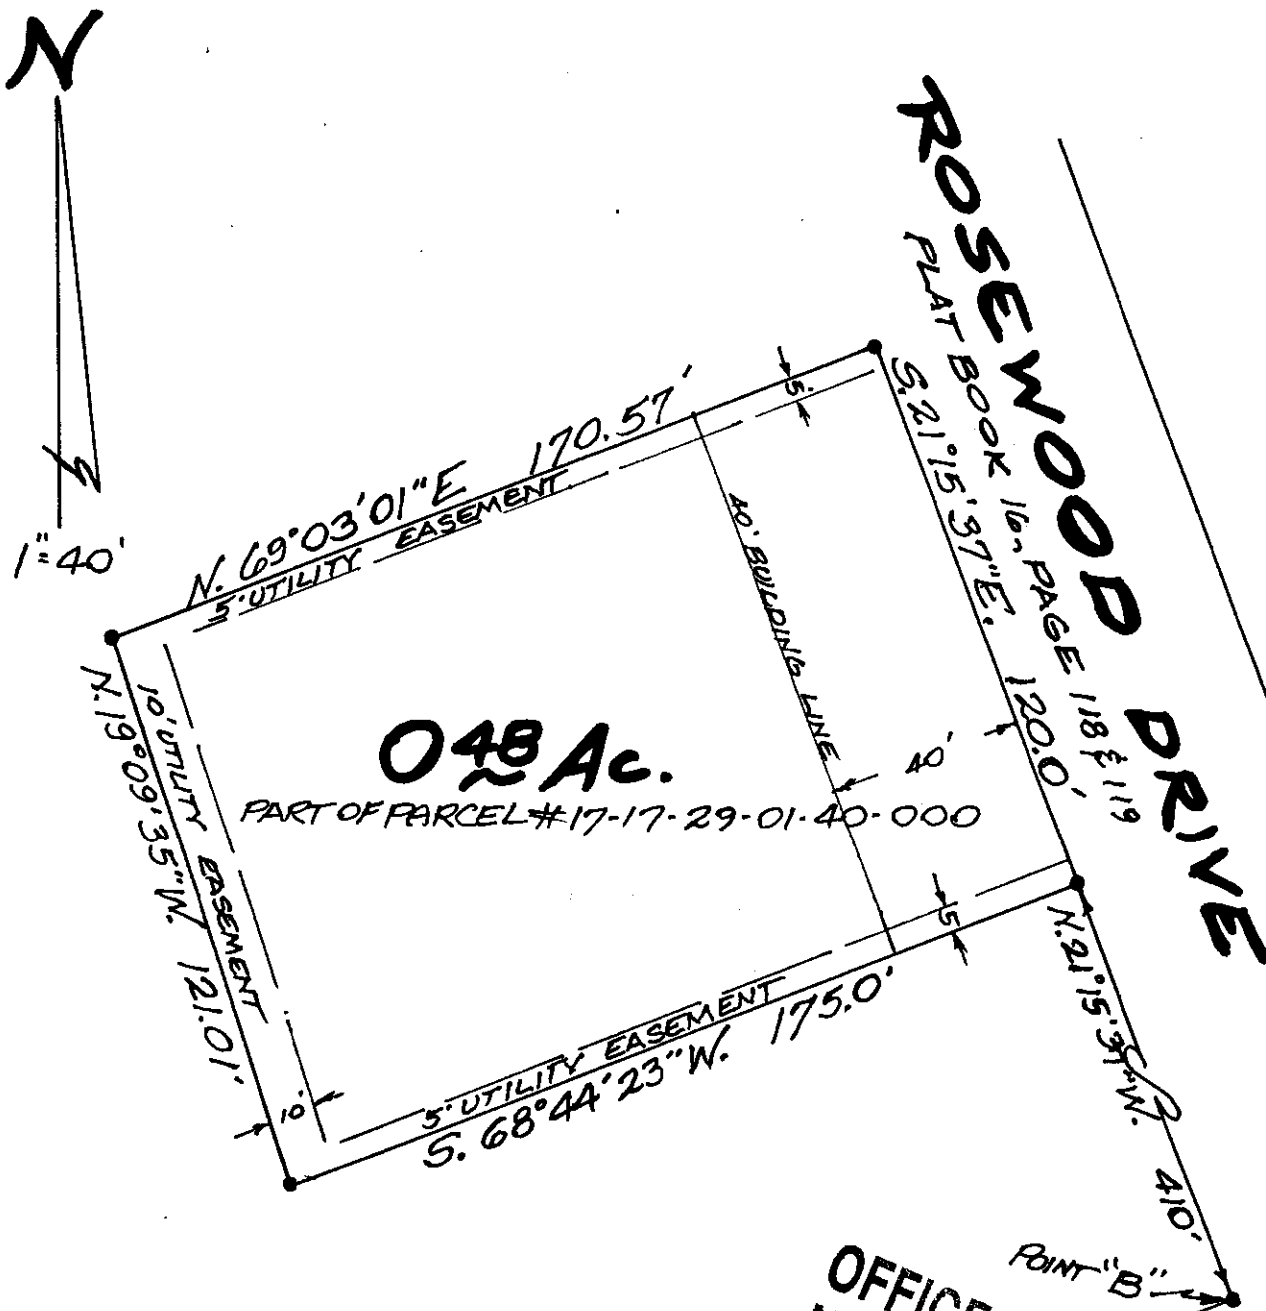 N
1"=40'
ROSEWOOD DRIVE
PLAT BOOK 16, PAGE 118 & 119
N. 69°03'01"E 170.57'
5' UTILITY EASEMENT
5'
S. 21°15'37"E. 120.0'
40' BUILDING LINE
40'
N. 19°09'35"W. 121.01'
10' UTILITY EASEMENT
10'
0.48 Ac.
PART OF PARCEL #17-17-29-01-40-000
5'
5' UTILITY EASEMENT
S. 68°44'23"W. 175.0'
N. 21°15'37"W.
410'
POINT "B"